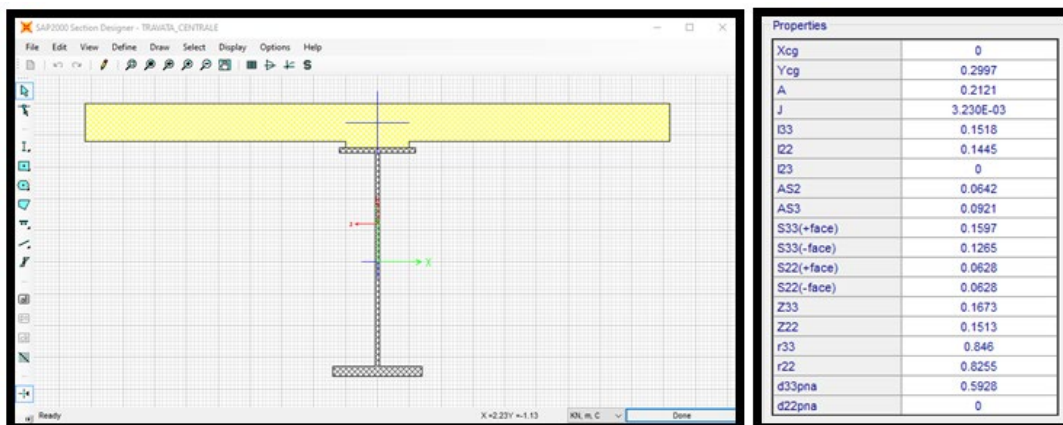 SAP2000 Section Designer - TRAVATA_CENTRALE
File Edit View Define Draw Select Display Options Help
S
X
Ready
X =2.23Y =-1.13
KN, m, C
Done
Properties
Xcg 0
Ycg 0.2997
A 0.2121
J 3.230E-03
I33 0.1518
I22 0.1445
I23 0
AS2 0.0642
AS3 0.0921
S33(+face) 0.1597
S33(-face) 0.1265
S22(+face) 0.0628
S22(-face) 0.0628
Z33 0.1673
Z22 0.1513
r33 0.846
r22 0.8255
d33pna 0.5928
d22pna 0